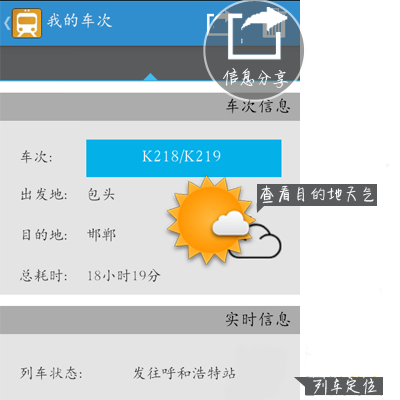 我的车次
信息分享
车次信息
车次: K218/K219
出发地: 包头
查看目的地天气
目的地: 邯郸
总耗时: 18小时19分
实时信息
列车状态: 发往呼和浩特站
列车定位